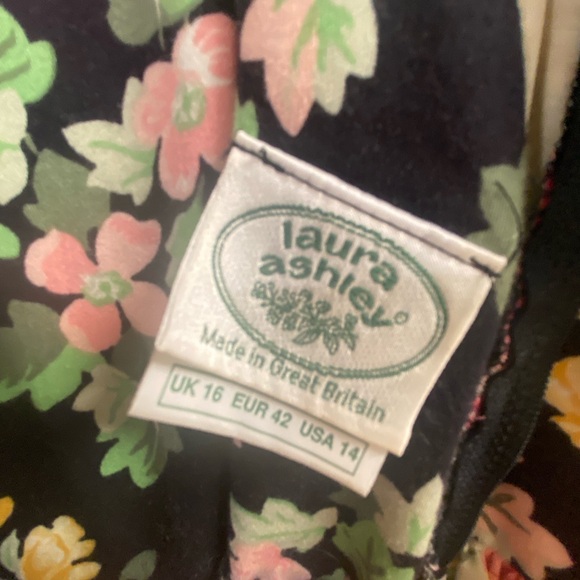 laura
ashley®
Made in Great Britain
UK 16 EUR 42 USA 14